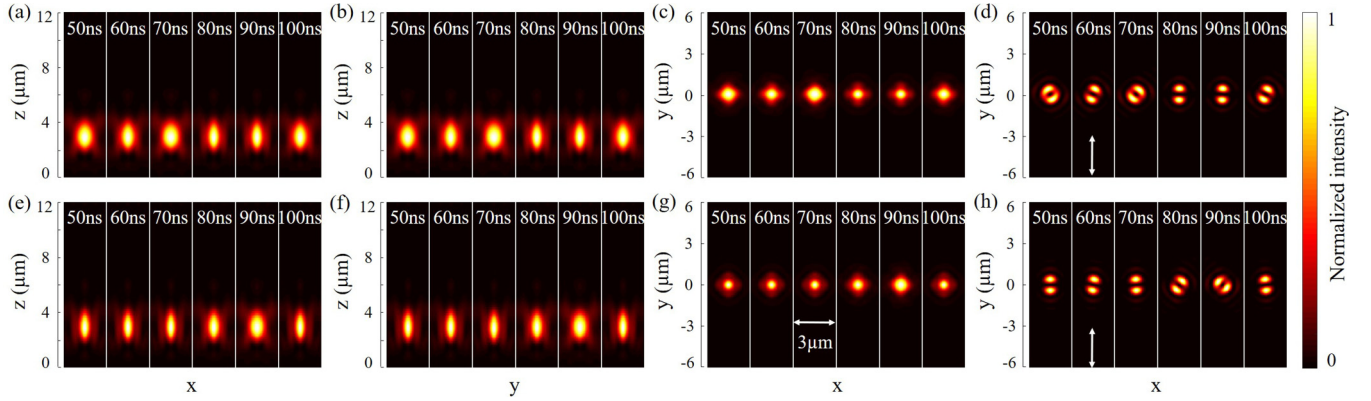 (a) (b) (c) (d)
12 12 6 6 1
50ns 60ns 70ns 80ns 90ns 100ns 50ns 60ns 70ns 80ns 90ns 100ns 50ns 60ns 70ns 80ns 90ns 100ns 50ns 60ns 70ns 80ns 90ns 100ns
8 8 3 3
z (μm) z (μm) y (μm) y (μm)
0 0
4 4
-3 -3
0 0 -6 -6
Normalized intensity
(e) (f) (g) (h)
12 12 6 6
50ns 60ns 70ns 80ns 90ns 100ns 50ns 60ns 70ns 80ns 90ns 100ns 50ns 60ns 70ns 80ns 90ns 100ns 50ns 60ns 70ns 80ns 90ns 100ns
8 8 3 3
z (μm) z (μm) y (μm) y (μm)
0 0
4 4
-3 -3
3μm
0 0 -6 -6 0
x y x x